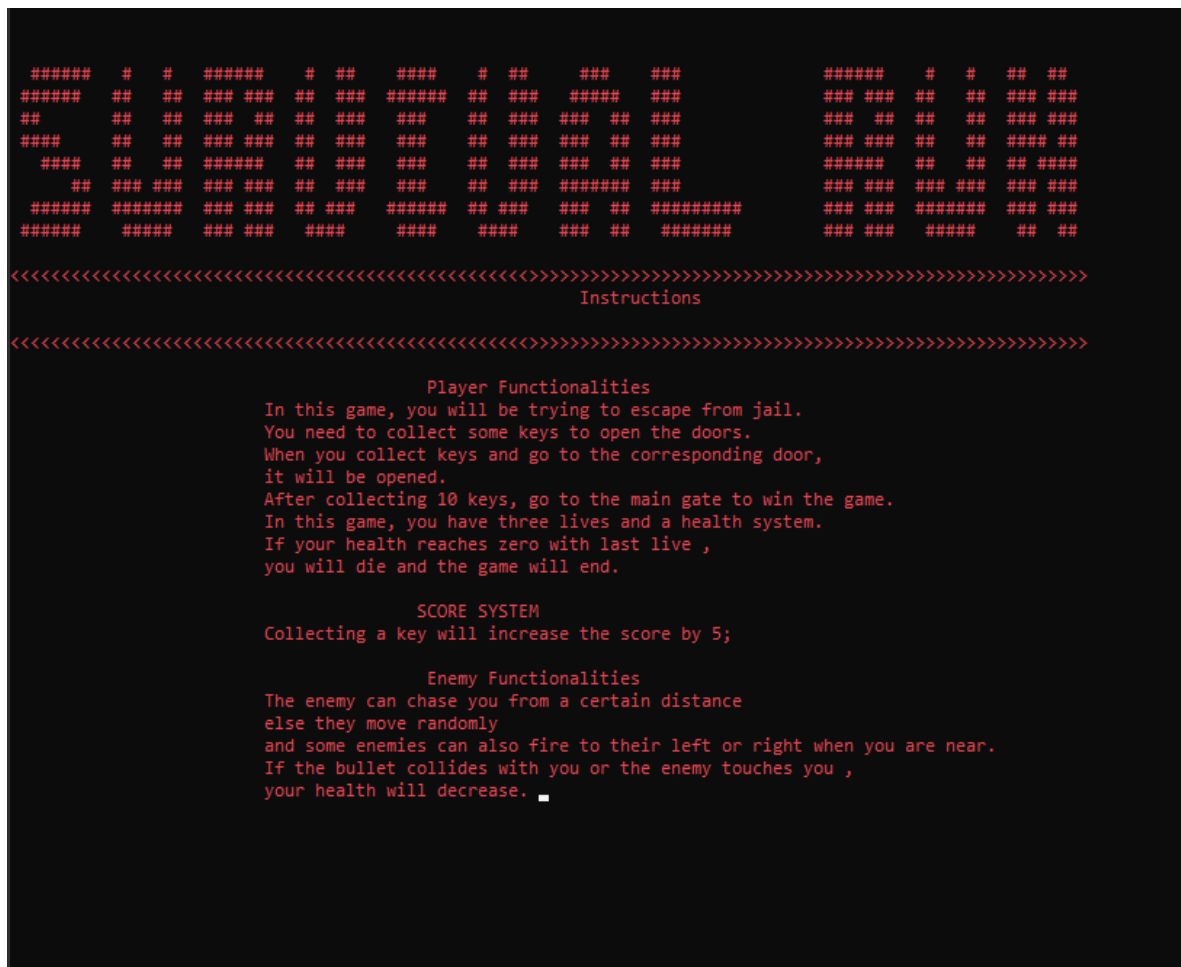 SURVIVAL RUN
<<<<<<<<<<<<<<<<<<<<<<<<<<<<<<<<<<<<<<<<<<<<<<<<<<<>>>>>>>>>>>>>>>>>>>>>>>>>>>>>>>>>>>>>>>>>>>>>>>>>>>>>>>
Instructions
<<<<<<<<<<<<<<<<<<<<<<<<<<<<<<<<<<<<<<<<<<<<<<<<<<<>>>>>>>>>>>>>>>>>>>>>>>>>>>>>>>>>>>>>>>>>>>>>>>>>>>>>>>
Player Functionalities
In this game, you will be trying to escape from jail.
You need to collect some keys to open the doors.
When you collect keys and go to the corresponding door,
it will be opened.
After collecting 10 keys, go to the main gate to win the game.
In this game, you have three lives and a health system.
If your health reaches zero with last live ,
you will die and the game will end.
SCORE SYSTEM
Collecting a key will increase the score by 5;
Enemy Functionalities
The enemy can chase you from a certain distance
else they move randomly
and some enemies can also fire to their left or right when you are near.
If the bullet collides with you or the enemy touches you ,
your health will decrease.